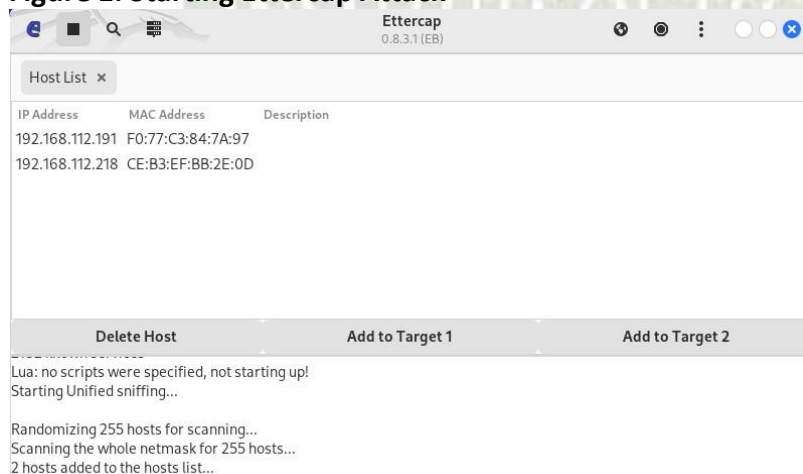 Figure 2: Starting Ettercap Attack
Ettercap
0.8.3.1 (EB)
Host List ×
IP Address MAC Address Description
192.168.112.191 F0:77:C3:84:7A:97
192.168.112.218 CE:B3:EF:BB:2E:0D
Delete Host Add to Target 1 Add to Target 2
Lua: no scripts were specified, not starting up!
Starting Unified sniffing...
Randomizing 255 hosts for scanning...
Scanning the whole netmask for 255 hosts...
2 hosts added to the hosts list...